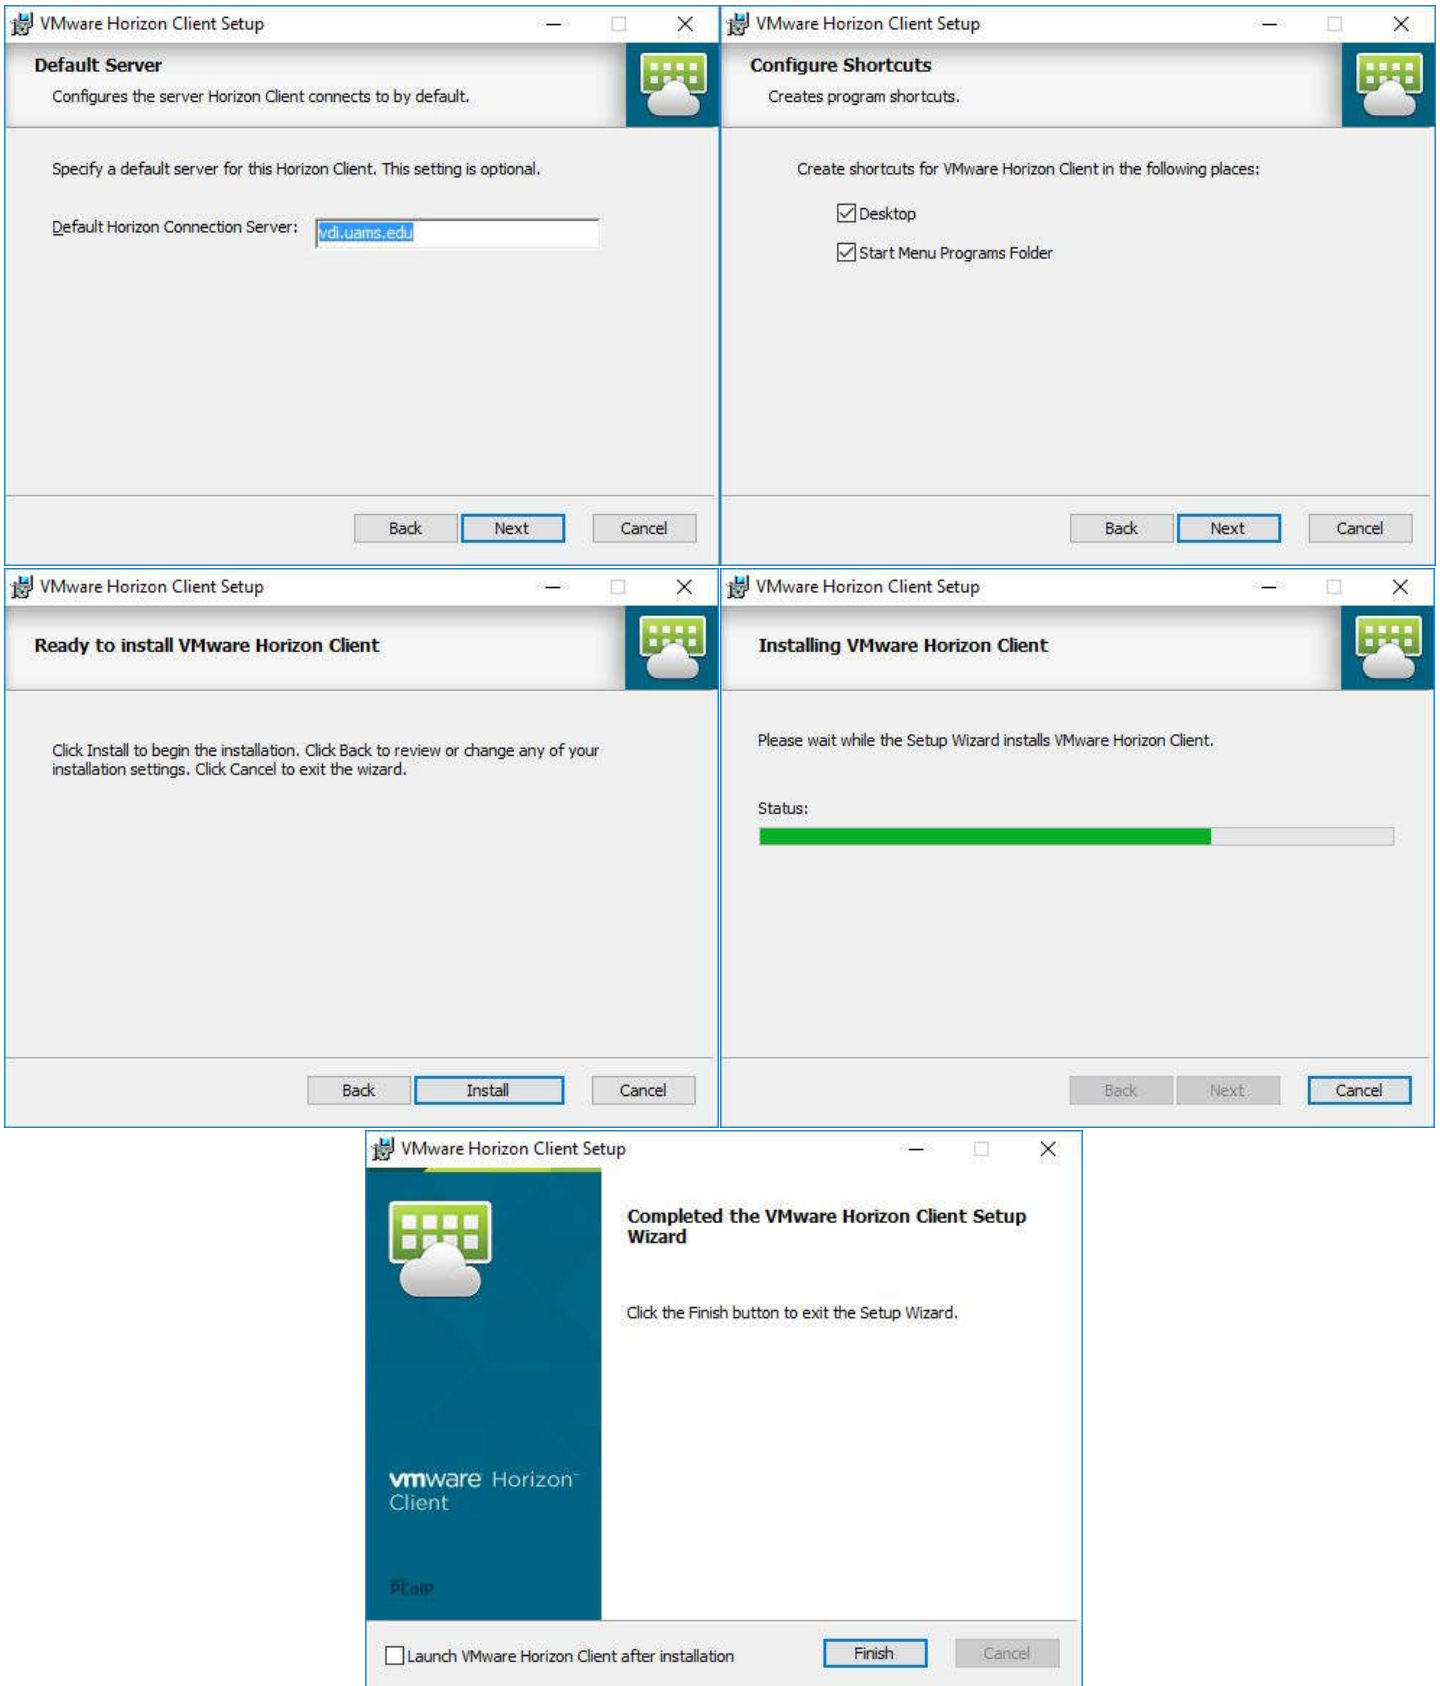 VMware Horizon Client Setup
Default Server
Configures the server Horizon Client connects to by default.
Specify a default server for this Horizon Client. This setting is optional.
Default Horizon Connection Server: vdi.uams.edu
Back Next Cancel
VMware Horizon Client Setup
Configure Shortcuts
Creates program shortcuts.
Create shortcuts for VMware Horizon Client in the following places:
Desktop
Start Menu Programs Folder
Back Next Cancel
VMware Horizon Client Setup
Ready to install VMware Horizon Client
Click Install to begin the installation. Click Back to review or change any of your
installation settings. Click Cancel to exit the wizard.
Back Install Cancel
VMware Horizon Client Setup
Installing VMware Horizon Client
Please wait while the Setup Wizard installs VMware Horizon Client.
Status:
Back Next Cancel
VMware Horizon Client Setup
Completed the VMware Horizon Client Setup
Wizard
Click the Finish button to exit the Setup Wizard.
vmware Horizon™
Client
PCoIP
Launch VMware Horizon Client after installation
Finish Cancel